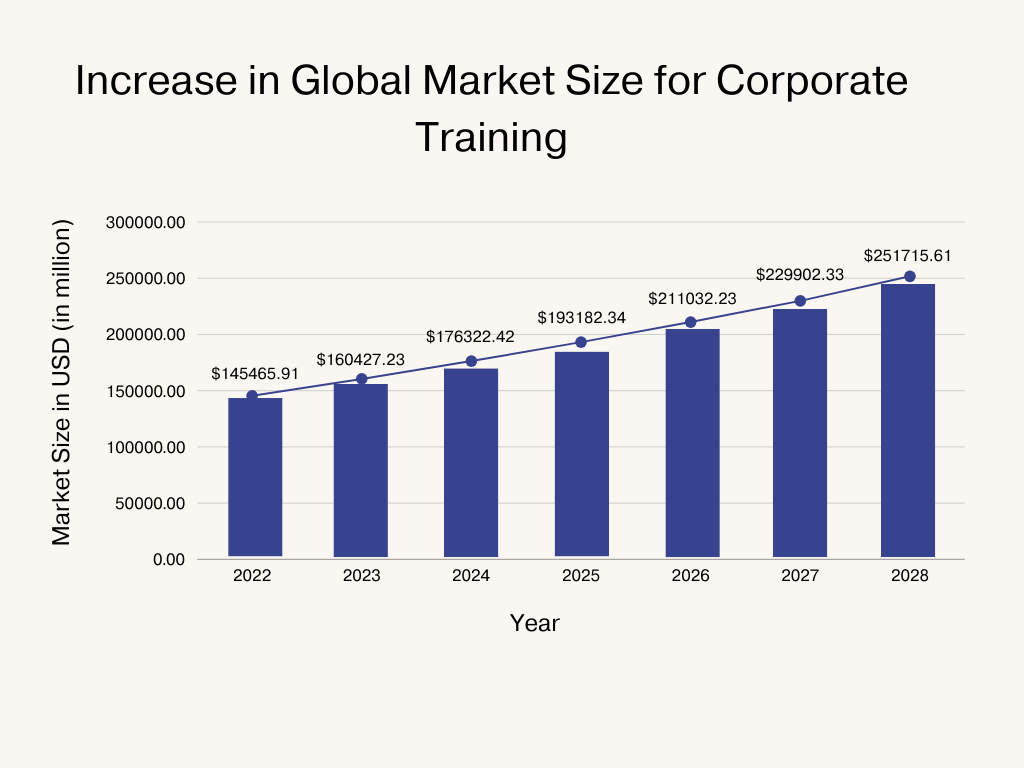 Increase in Global Market Size for Corporate
Training
Market Size in USD (in million)
300000.00
250000.00
200000.00
150000.00
100000.00
50000.00
0.00
$145465.91
$160427.23
$176322.42
$193182.34
$211032.23
$229902.33
$251715.61
2022 2023 2024 2025 2026 2027 2028
Year